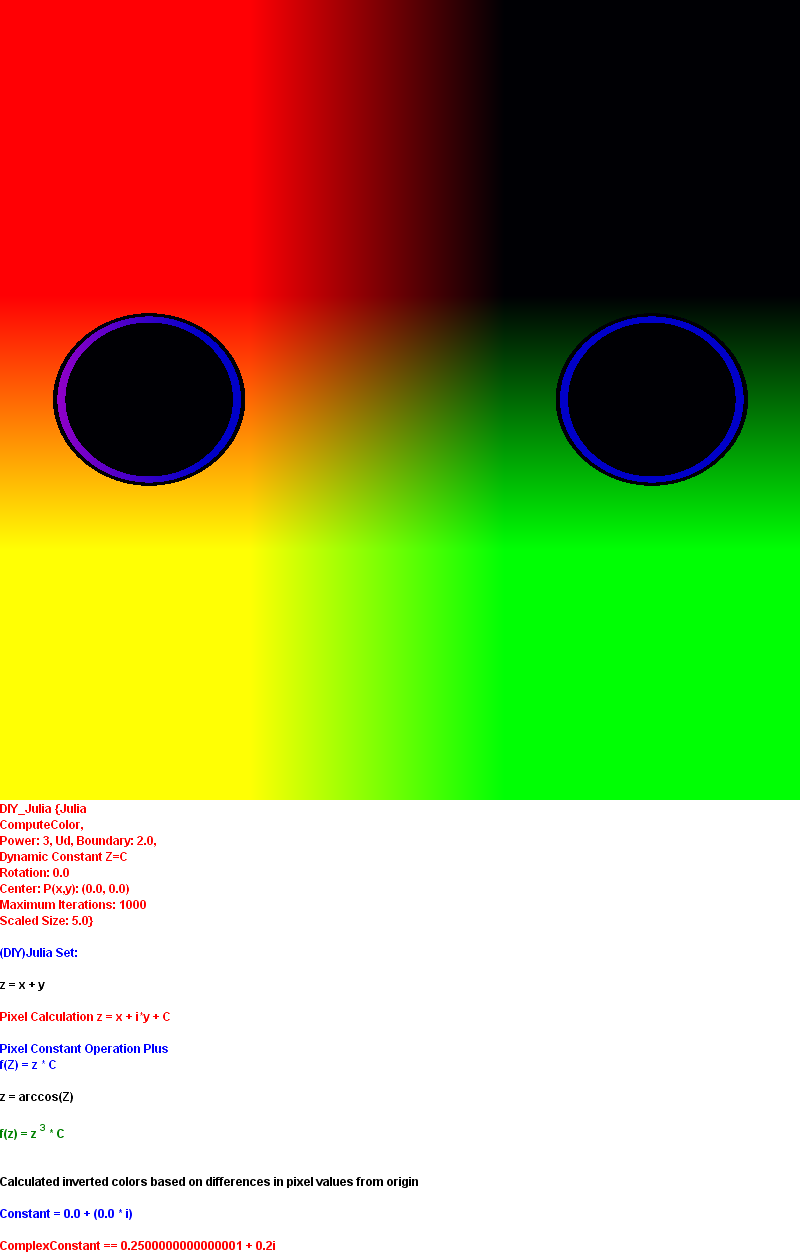 DIY_Julia {Julia
ComputeColor,
Power: 3, Ud, Boundary: 2.0,
Dynamic Constant Z=C
Rotation: 0.0
Center: P(x,y): (0.0, 0.0)
Maximum Iterations: 1000
Scaled Size: 5.0}
(DIY)Julia Set:
z = x + y
Pixel Calculation z = x + i*y + C
Pixel Constant Operation Plus
f(Z) = z * C
z = arccos(Z)
f(z) = z ³ * C
Calculated inverted colors based on differences in pixel values from origin
Constant = 0.0 + (0.0 * i)
ComplexConstant == 0.2500000000000001 + 0.2i